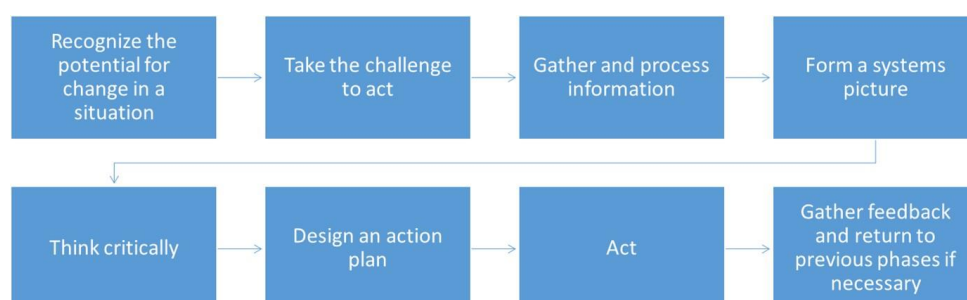 Recognize the
potential for
change in a
situation
Take the challenge
to act
Gather and process
information
Form a systems
picture
Think critically
Design an action
plan
Act
Gather feedback
and return to
previous phases if
necessary